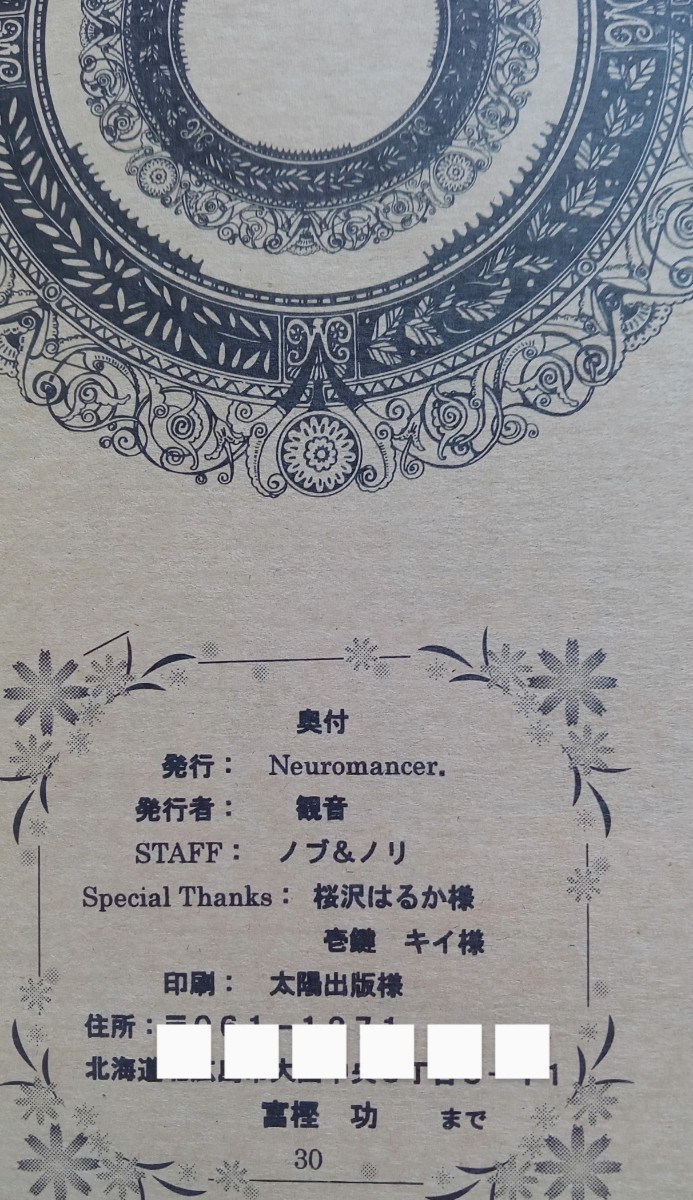 奥付
発行： Neuromancer.
発行者： 観音
STAFF： ノブ&ノリ
Special Thanks： 桜沢はるか様
壱鍵 キイ様
印刷： 太陽出版様
住所：
北海道
富樫 功 まで
30